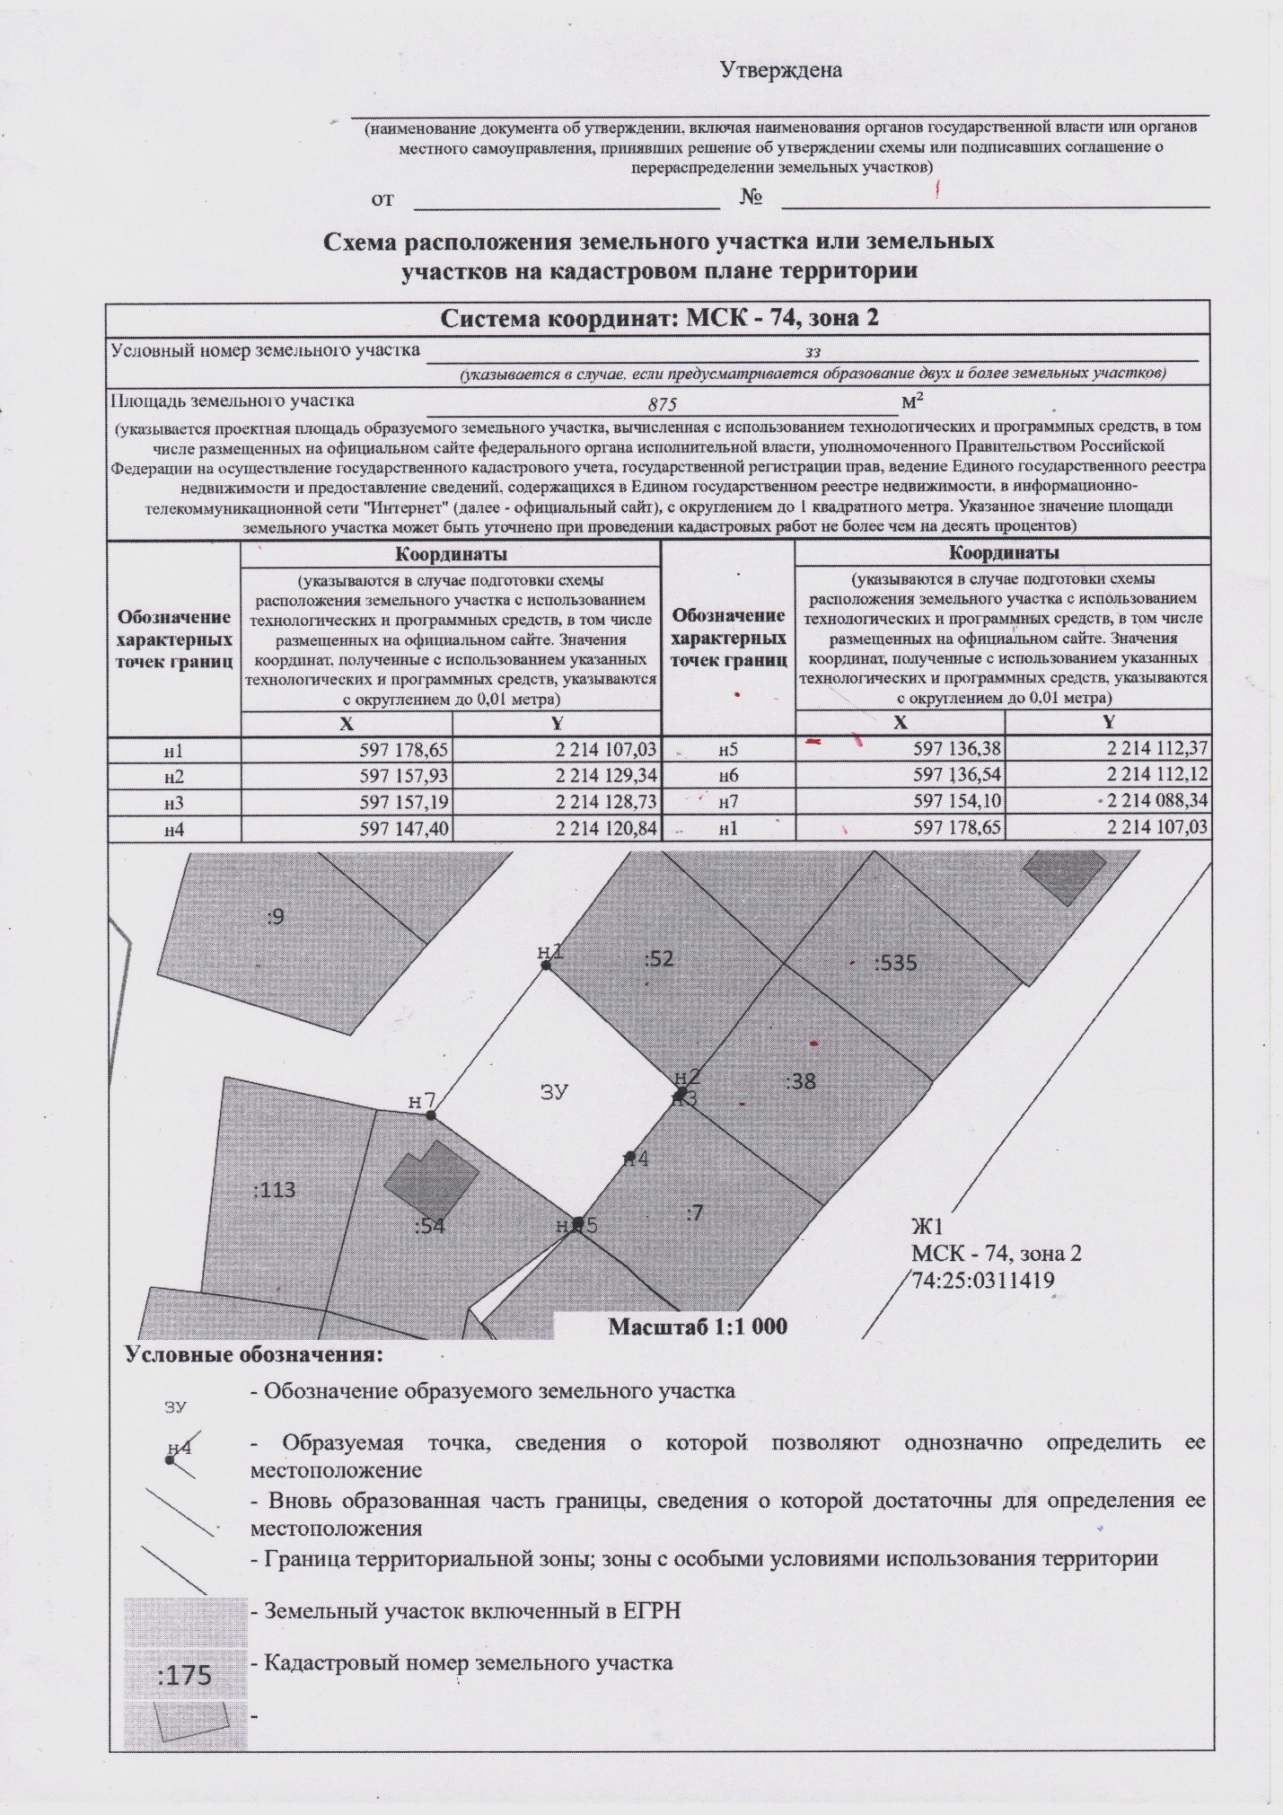 Утверждена
(наименование документа об утверждении, включая наименования органов государственной власти или органов
местного самоуправления, принявших решение об утверждении схемы или подписавших соглашение о
перераспределении земельных участков)
от № 
Схема расположения земельного участка или земельных
участков на кадастровом плане территории
Система координат: МСК - 74, зона 2
Условный номер земельного участка зз
(указывается в случае, если предусматривается образование двух и более земельных участков)
Площадь земельного участка 875 м²
(указывается проектная площадь образуемого земельного участка, вычисленная с использованием технологических и программных средств, в том
числе размещенных на официальном сайте федерального органа исполнительной власти, уполномоченного Правительством Российской
Федерации на осуществление государственного кадастрового учета, государственной регистрации прав, ведение Единого государственного реестра
недвижимости и предоставление сведений, содержащихся в Едином государственном реестре недвижимости, в информационно-
телекоммуникационной сети "Интернет" (далее - официальный сайт), с округлением до 1 квадратного метра. Указанное значение площади
земельного участка может быть уточнено при проведении кадастровых работ не более чем на десять процентов)
Обозначение
характерных
точек границ
Координаты
(указываются в случае подготовки схемы
расположения земельного участка с использованием
технологических и программных средств, в том числе
размещенных на официальном сайте. Значения
координат, полученные с использованием указанных
технологических и программных средств, указываются
с округлением до 0,01 метра)
X Y
Обозначение
характерных
точек границ
Координаты
(указываются в случае подготовки схемы
расположения земельного участка с использованием
технологических и программных средств, в том числе
размещенных на официальном сайте. Значения
координат, полученные с использованием указанных
технологических и программных средств, указываются
с округлением до 0,01 метра)
X Y
н1 597 178,65 2 214 107,03 н5 597 136,38 2 214 112,37
н2 597 157,93 2 214 129,34 н6 597 136,54 2 214 112,12
н3 597 157,19 2 214 128,73 н7 597 154,10 2 214 088,34
н4 597 147,40 2 214 120,84 н1 597 178,65 2 214 107,03
:9
н1
:52
:535
н2
:38
н3
ЗУ
н7
н4
:113
:54
:7
5
Ж1
МСК - 74, зона 2
74:25:0311419
Масштаб 1:1 000
Условные обозначения:
ЗУ
- Обозначение образуемого земельного участка
н4
- Образуемая точка, сведения о которой позволяют однозначно определить ее
местоположение
- Вновь образованная часть границы, сведения о которой достаточны для определения ее
местоположения
- Граница территориальной зоны; зоны с особыми условиями использования территории
- Земельный участок включенный в ЕГРН
:175
- Кадастровый номер земельного участка
-